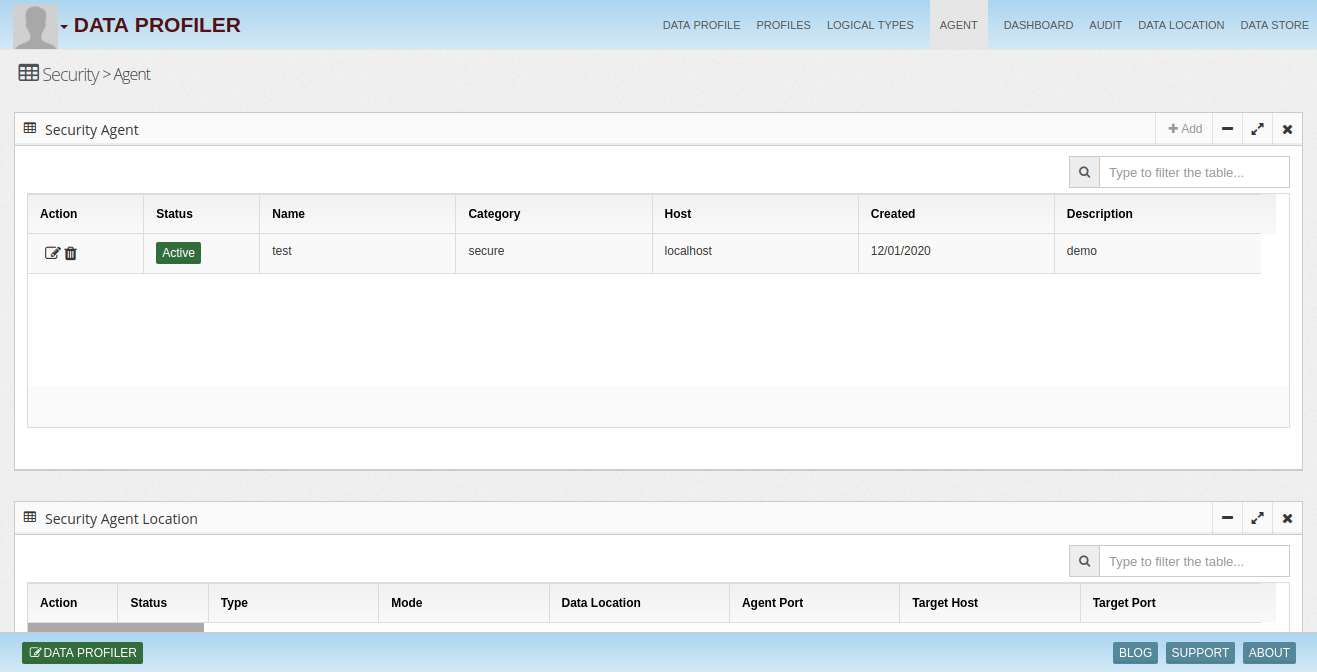 DATA PROFILER
DATA PROFILE PROFILES LOGICAL TYPES AGENT DASHBOARD AUDIT DATA LOCATION DATA STORE
Security > Agent
Security Agent
Add
Type to filter the table...
Action Status Name Category Host Created Description
Active test secure localhost 12/01/2020 demo
Security Agent Location
Type to filter the table...
Action Status Type Mode Data Location Agent Port Target Host Target Port
DATA PROFILER
BLOG SUPPORT ABOUT